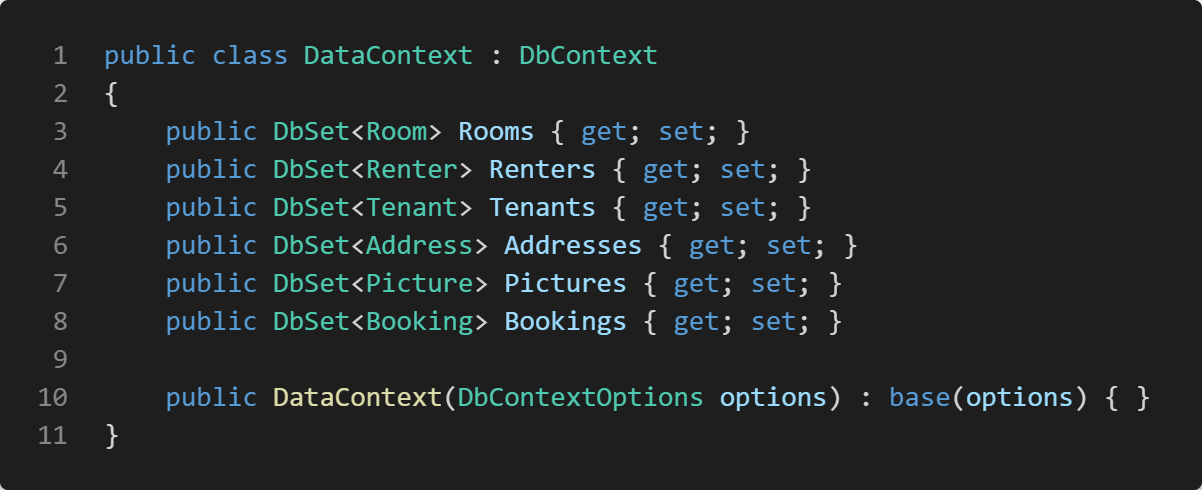 1 public class DataContext : DbContext
2 {
3     public DbSet<Room> Rooms { get; set; }
4     public DbSet<Renter> Renters { get; set; }
5     public DbSet<Tenant> Tenants { get; set; }
6     public DbSet<Address> Addresses { get; set; }
7     public DbSet<Picture> Pictures { get; set; }
8     public DbSet<Booking> Bookings { get; set; }
9
10     public DataContext(DbContextOptions options) : base(options) { }
11 }